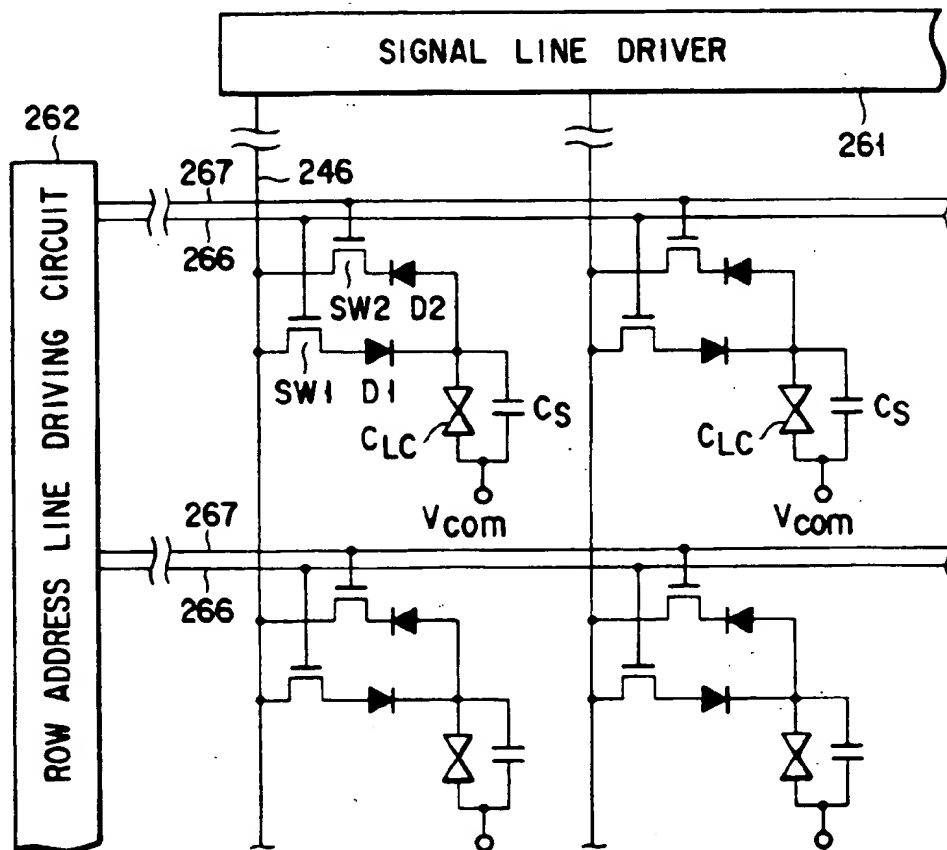 SIGNAL LINE DRIVER
262
261
267
246
266
ROW ADDRESS LINE DRIVING CIRCUIT
SW2 D2
SW1 D1
CLC
CS
CLC
CS
Vcom
Vcom
267
266